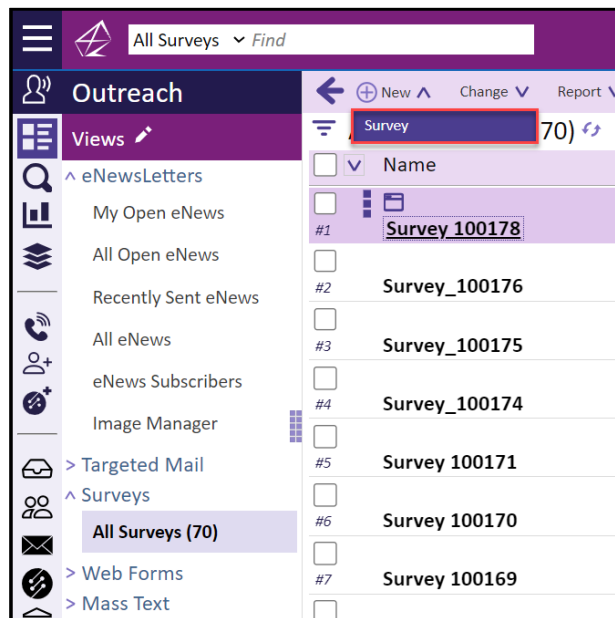 All Surveys Find
Outreach
New Change Report
Survey
70)
Views
Name
eNewsLetters
My Open eNews
All Open eNews
Recently Sent eNews
All eNews
eNews Subscribers
Image Manager
Targeted Mail
Surveys
All Surveys (70)
Web Forms
Mass Text
#1 Survey 100178
#2 Survey_100176
#3 Survey_100175
#4 Survey_100174
#5 Survey 100171
#6 Survey 100170
#7 Survey 100169